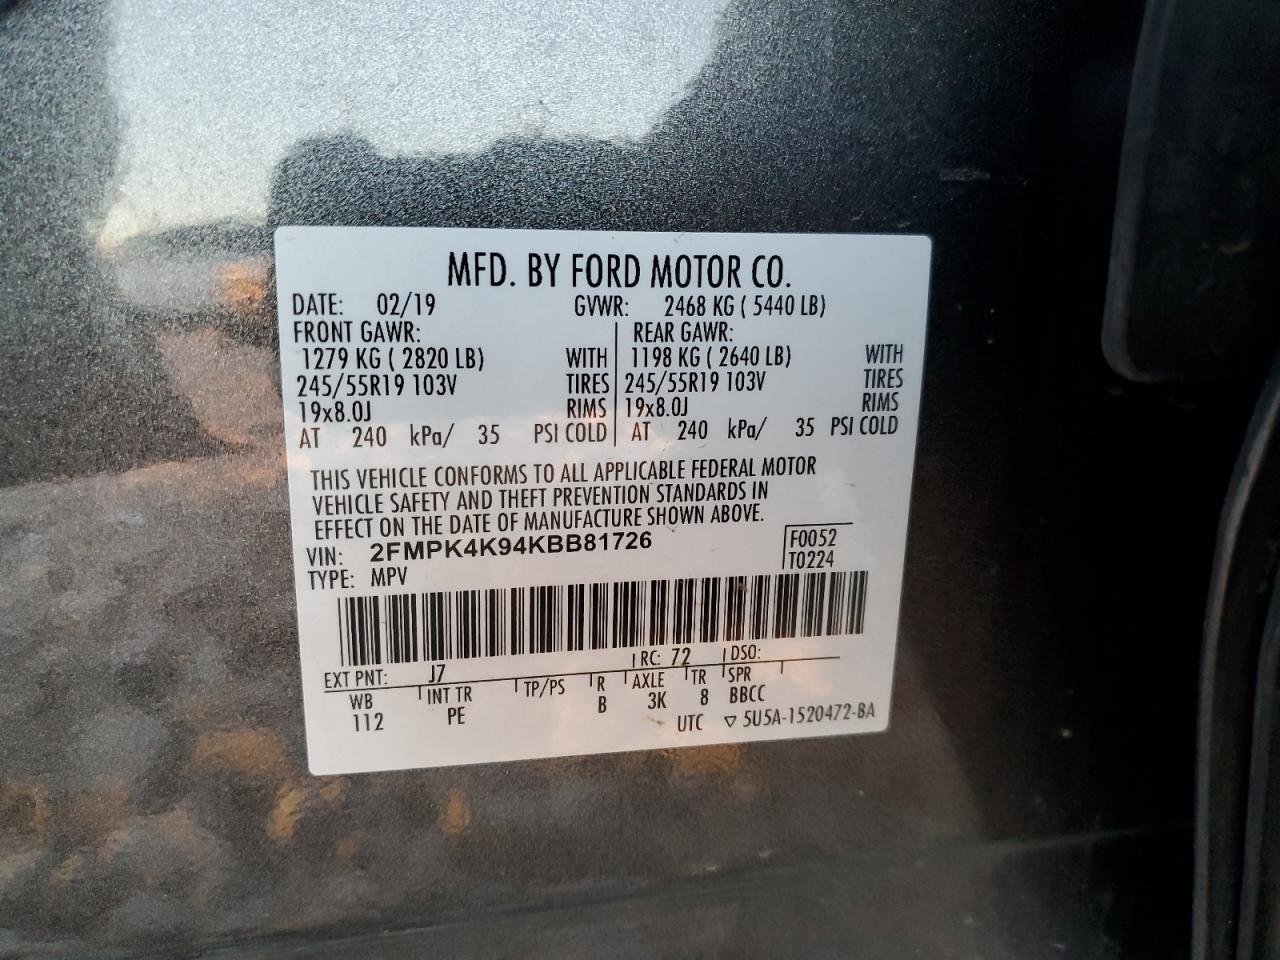 MFD. BY FORD MOTOR CO.
DATE: 02/19 GVWR: 2468 KG ( 5440 LB)
FRONT GAWR: REAR GAWR:
1279 KG ( 2820 LB) WITH 1198 KG ( 2640 LB) WITH
245/55R19 103V TIRES 245/55R19 103V TIRES
19x8.0J RIMS 19x8.0J RIMS
AT 240 kPa/ 35 PSI COLD AT 240 kPa/ 35 PSI COLD
THIS VEHICLE CONFORMS TO ALL APPLICABLE FEDERAL MOTOR
VEHICLE SAFETY AND THEFT PREVENTION STANDARDS IN
EFFECT ON THE DATE OF MANUFACTURE SHOWN ABOVE.
VIN: 2FMPK4K94KBB81726 F0052
TYPE: MPV T0224
EXT PNT: J7 RC: 72 DSO:
WB INT TR TP/PS R AXLE TR SPR
112 PE B 3K 8 BBCC
UTC ▽ 5U5A-1520472-BA